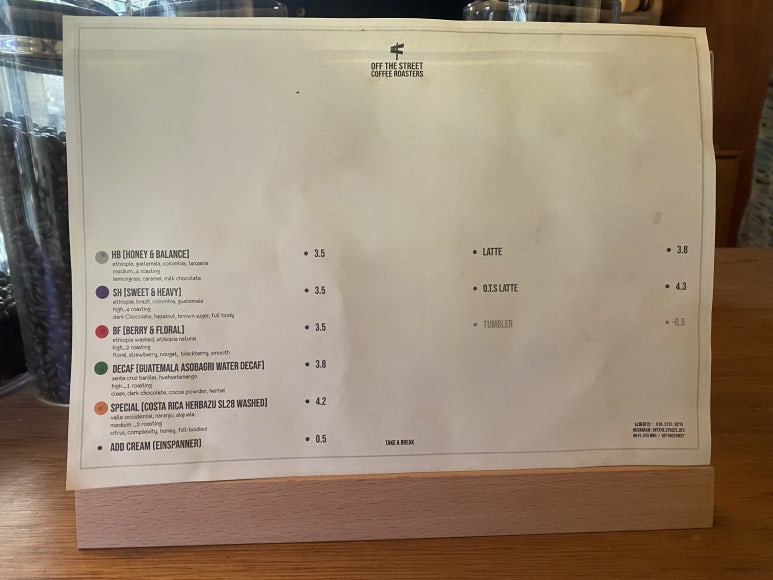 OFF THE STREET
COFFEE ROASTERS
HB [HONEY & BALANCE]
ethiopia, guatemala, colombia, tanzania
medium_4 roasting
lemongrass, caramel, milk chocolate
• 3.5
SH [SWEET & HEAVY]
ethiopia, brazil, colombia, guatemala
high_4 roasting
dark Chocolate, hazelnut, brown sugar, full body
• 3.5
BF [BERRY & FLORAL]
ethiopia washed, ethiopia natural
high_2 roasting
floral, strawberry, nougat, blackberry, smooth
• 3.5
DECAF [GUATEMALA ASOBAGRI WATER DECAF]
santa cruz barillas, huehuetenango
high_1 roasting
clean, dark chocolate, cocoa powder, herbal
• 3.8
SPECIAL [COSTA RICA HERBAZU SL28 WASHED]
valle occidental, naranjo, alajuela
medium_2 roasting
citrus, complexity, honey, full-bodied
• 4.2
• ADD CREAM (EINSPANNER)
• 0.5
• LATTE
• 3.8
• O.T.S LATTE
• 4.3
• TUMBLER
• -0.5
TAKE A BREAK